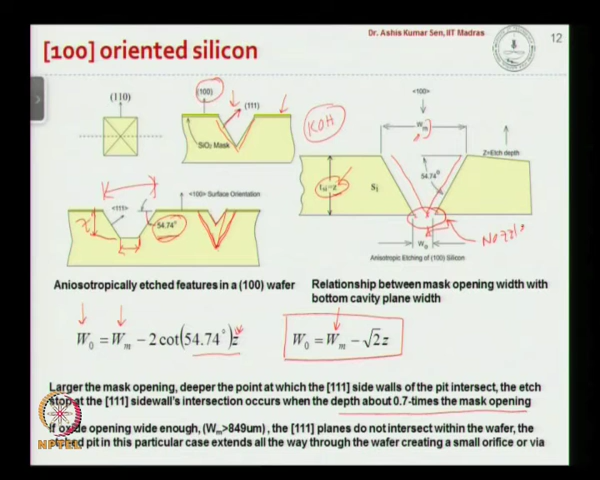 Dr. Ashis Kumar Sen, IIT Madras
12
[100] oriented silicon
(110)
(100)
(111)
SiO₂ Mask
KOH
<100>
Wm
Z=Etch depth
54.74°
Si
Wo
Nozzle
Anisotropic Etching of (100) Silicon
<111>
<100> Surface Orientation
54.74°
z
Aniosotropically etched features in a (100) wafer
Relationship between mask opening width with
bottom cavity plane width
W₀ = Wm − 2cot(54.74°)z
W₀ = Wm − √2z
Larger the mask opening, deeper the point at which the [111] side walls of the pit intersect, the etch
stop at the [111] sidewall's intersection occurs when the depth about 0.7-times the mask opening
If oxide opening wide enough, (Wm>849um) , the [111] planes do not intersect within the wafer, the
etched pit in this particular case extends all the way through the wafer creating a small orifice or via
NPTEL